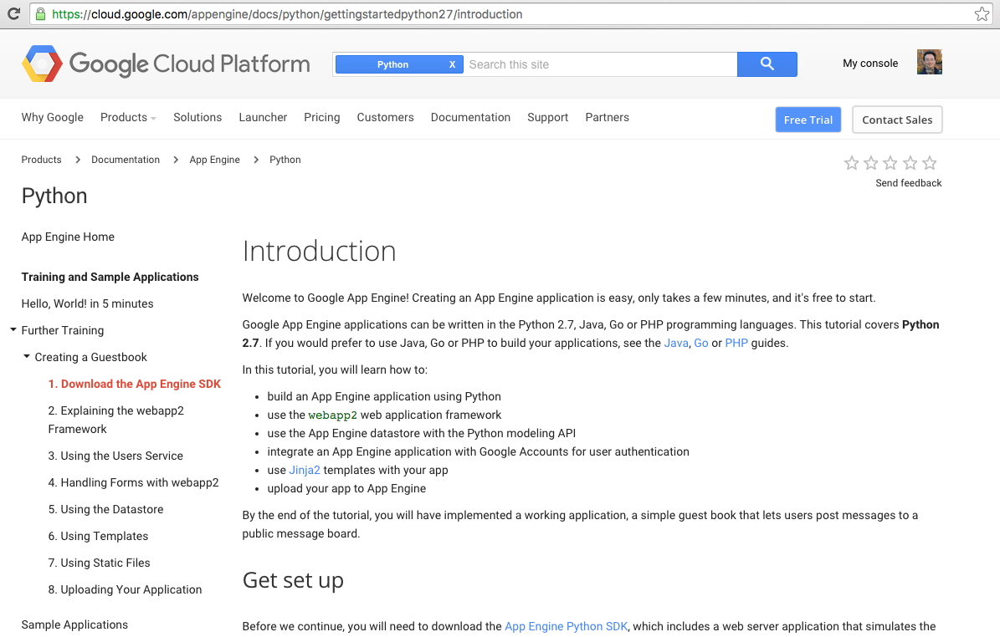 https://cloud.google.com/appengine/docs/python/gettingstartedpython27/introduction
Google Cloud Platform
Python X Search this site
My console
Why Google Products Solutions Launcher Pricing Customers Documentation Support Partners
Free Trial Contact Sales
Products > Documentation > App Engine > Python
Send feedback
Python
App Engine Home
Training and Sample Applications
Hello, World! in 5 minutes
Further Training
Creating a Guestbook
1. Download the App Engine SDK
2. Explaining the webapp2
Framework
3. Using the Users Service
4. Handling Forms with webapp2
5. Using the Datastore
6. Using Templates
7. Using Static Files
8. Uploading Your Application
Sample Applications
Introduction
Welcome to Google App Engine! Creating an App Engine application is easy, only takes a few minutes, and it's free to start.
Google App Engine applications can be written in the Python 2.7, Java, Go or PHP programming languages. This tutorial covers Python
2.7. If you would prefer to use Java, Go or PHP to build your applications, see the Java, Go or PHP guides.
In this tutorial, you will learn how to:
• build an App Engine application using Python
• use the webapp2 web application framework
• use the App Engine datastore with the Python modeling API
• integrate an App Engine application with Google Accounts for user authentication
• use Jinja2 templates with your app
• upload your app to App Engine
By the end of the tutorial, you will have implemented a working application, a simple guest book that lets users post messages to a
public message board.
Get set up
Before we continue, you will need to download the App Engine Python SDK, which includes a web server application that simulates the